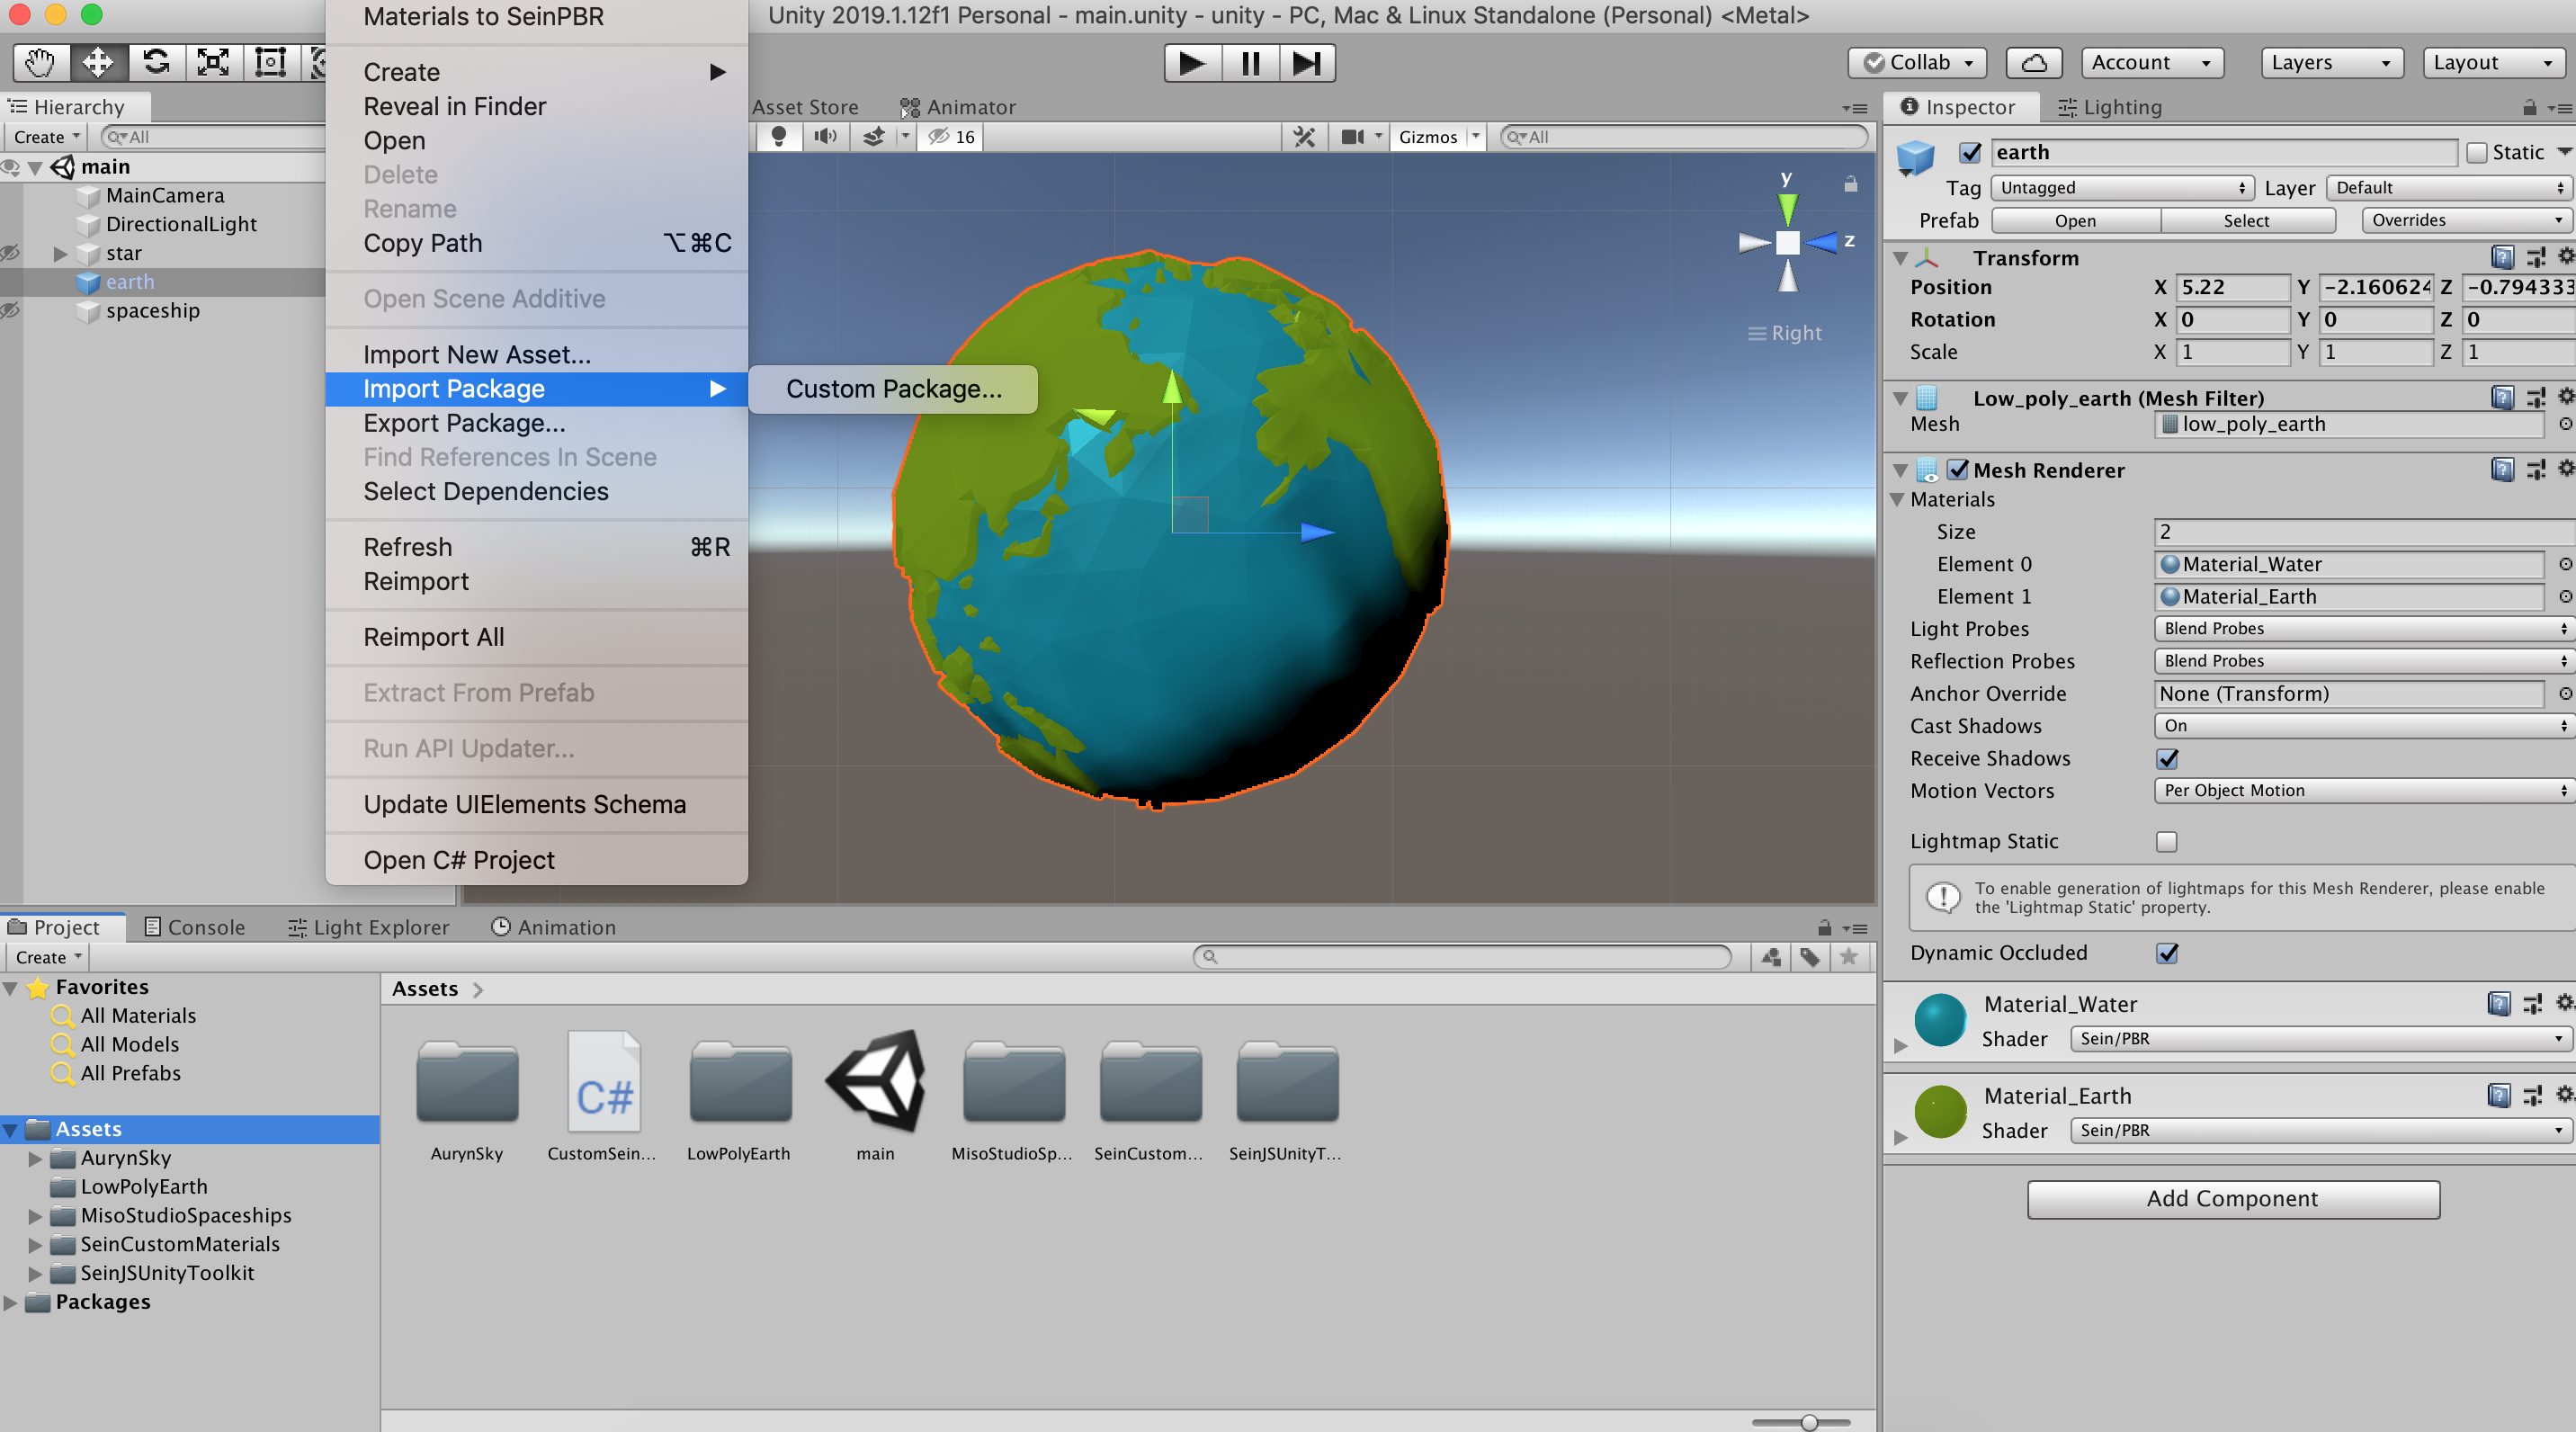 Unity 2019.1.12f1 Personal - main.unity - unity - PC, Mac & Linux Standalone (Personal) <Metal>
Collab
Account
Layers
Layout
Hierarchy
Create
All
main
MainCamera
DirectionalLight
star
earth
spaceship
Materials to SeinPBR
Create
Reveal in Finder
Open
Delete
Rename
Copy Path ⌥⌘C
Open Scene Additive
Import New Asset...
Import Package
Export Package...
Find References In Scene
Select Dependencies
Refresh ⌘R
Reimport
Reimport All
Extract From Prefab
Run API Updater...
Update UIElements Schema
Open C# Project
Custom Package...
Asset Store
Animator
16
Gizmos
All
y
z
Right
Inspector
Lighting
earth
Static
Tag Untagged Layer Default
Prefab Open Select Overrides
Transform
Position X 5.22 Y -2.160624 Z -0.794333
Rotation X 0 Y 0 Z 0
Scale X 1 Y 1 Z 1
Low_poly_earth (Mesh Filter)
Mesh low_poly_earth
Mesh Renderer
Materials
Size 2
Element 0 Material_Water
Element 1 Material_Earth
Light Probes Blend Probes
Reflection Probes Blend Probes
Anchor Override None (Transform)
Cast Shadows On
Receive Shadows
Motion Vectors Per Object Motion
Lightmap Static
To enable generation of lightmaps for this Mesh Renderer, please enable
the 'Lightmap Static' property.
Dynamic Occluded
Material_Water
Shader Sein/PBR
Material_Earth
Shader Sein/PBR
Add Component
Project
Console
Light Explorer
Animation
Create
Favorites
All Materials
All Models
All Prefabs
Assets
AurynSky
LowPolyEarth
MisoStudioSpaceships
SeinCustomMaterials
SeinJSUnityToolkit
Packages
Assets
C#
AurynSky
CustomSein...
LowPolyEarth
main
MisoStudioSp...
SeinCustom...
SeinJSUnityT...